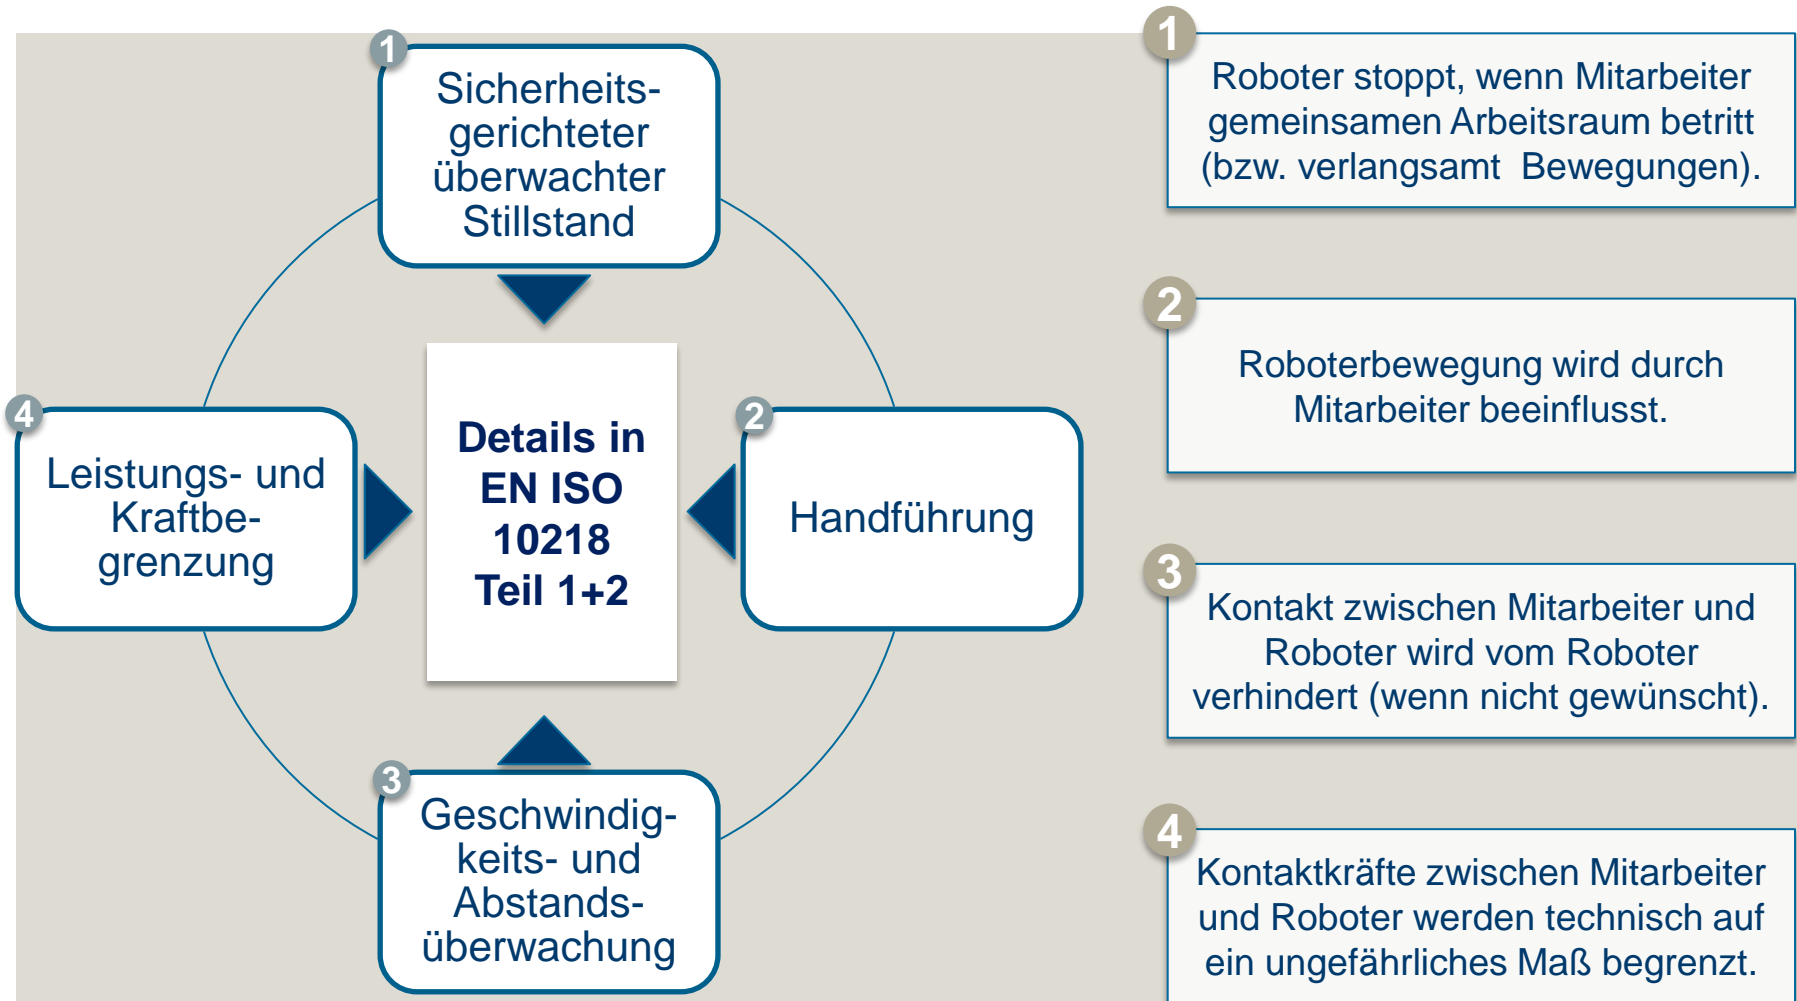 1
Sicherheits-
gerichteter
überwachter
Stillstand
2
Handführung
3
Geschwindig-
keits- und
Abstands-
überwachung
4
Leistungs- und
Kraftbe-
grenzung
Details in
EN ISO
10218
Teil 1+2
1
Roboter stoppt, wenn Mitarbeiter
gemeinsamen Arbeitsraum betritt
(bzw. verlangsamt Bewegungen).
2
Roboterbewegung wird durch
Mitarbeiter beeinflusst.
3
Kontakt zwischen Mitarbeiter und
Roboter wird vom Roboter
verhindert (wenn nicht gewünscht).
4
Kontaktkräfte zwischen Mitarbeiter
und Roboter werden technisch auf
ein ungefährliches Maß begrenzt.